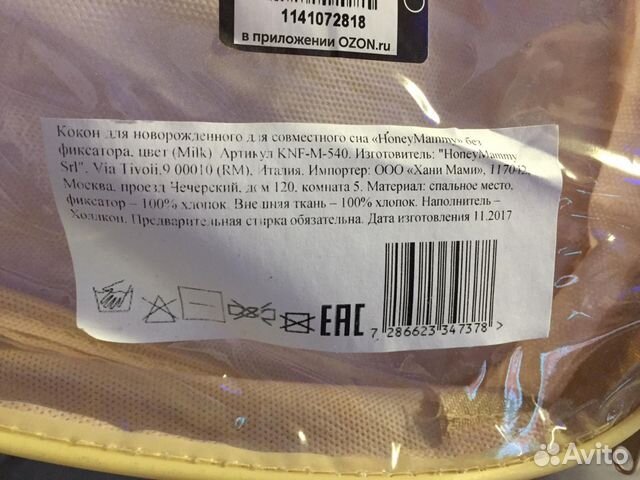 1141072818
в приложении OZON.ru
Кокон для новорожденного для совместного сна «HoneyMammy» без
фиксатора, цвет (Milk) Артикул KNF-M-540. Изготовитель: "HoneyMammy
Srl". Via Tivoli,9 00010 (RM), Италия. Импортер: ООО «Хани Мами», 117042,
Москва, проезд Чечерский, дом 120, комната 5. Материал: спальное место,
фиксатор – 100% хлопок. Внешняя ткань – 100% хлопок. Наполнитель –
Холлкон. Предварительная стирка обязательна. Дата изготовления 11.2017
EAC
7 286623 347378 >
Avito